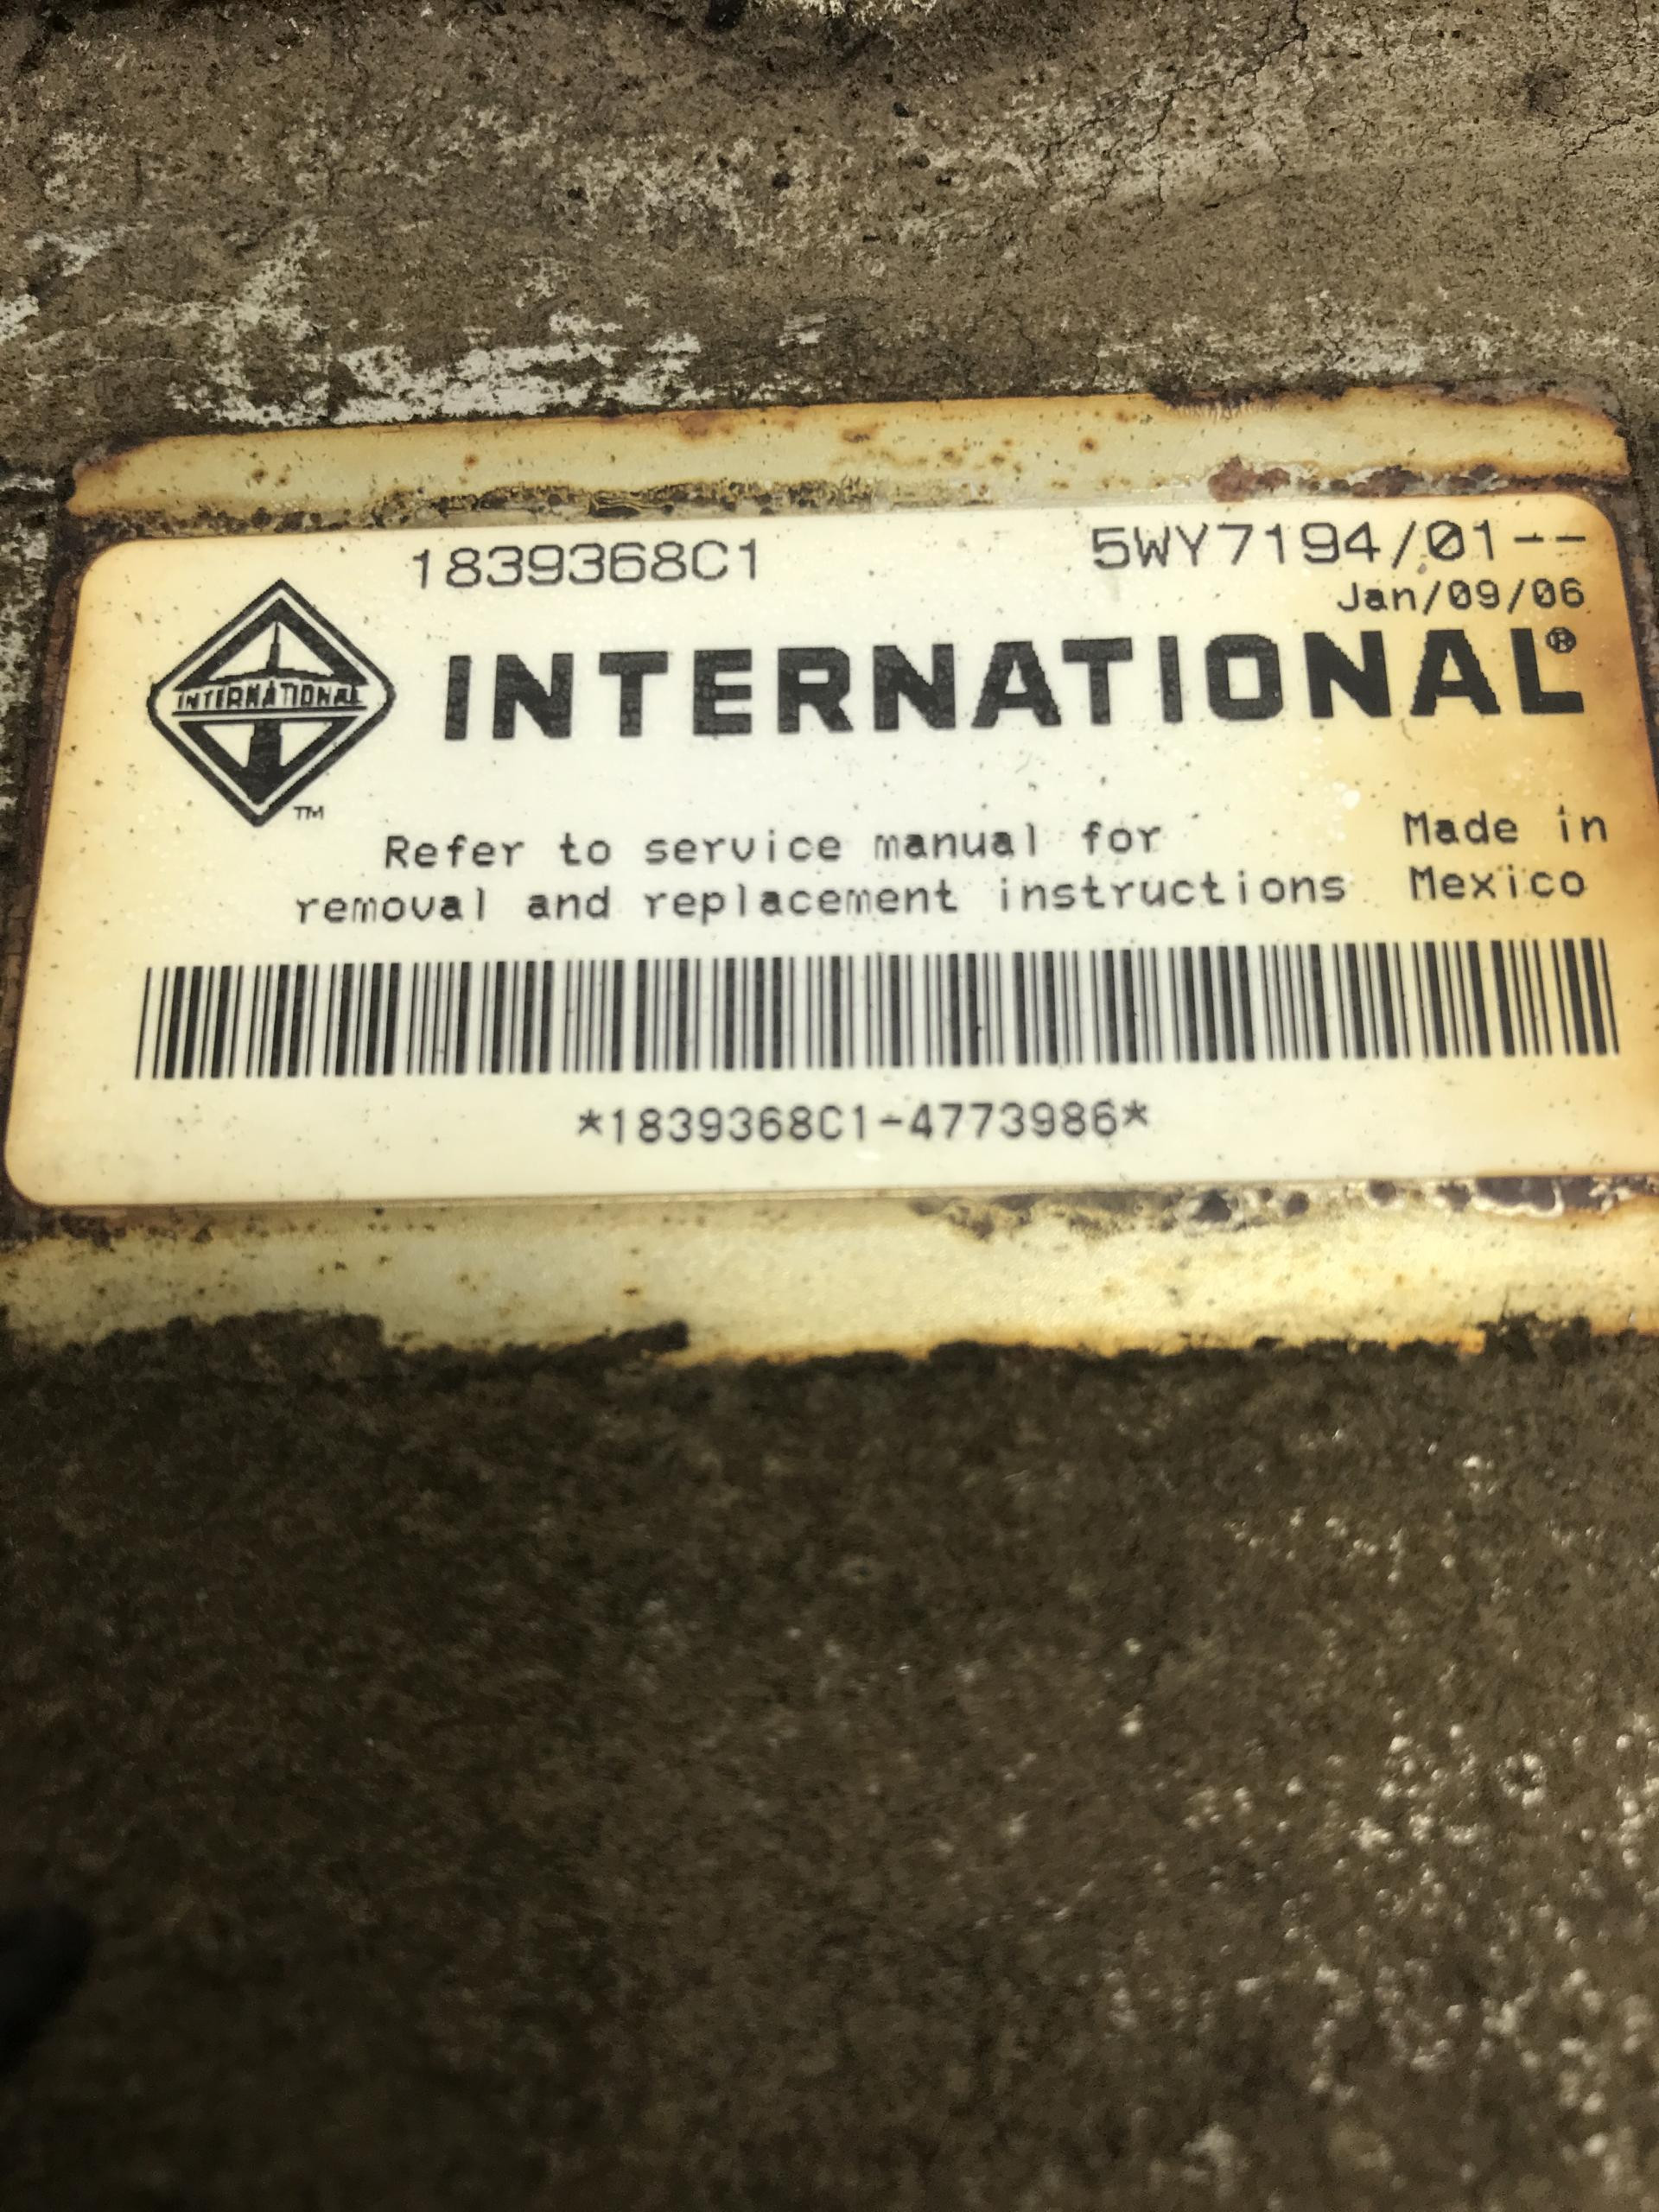 1839368C1 5WY7194/01--
Jan/09/06
INTERNATIONAL
INTERNATIONAL®
TM
Refer to service manual for Made in
removal and replacement instructions Mexico
*1839368C1-4773986*